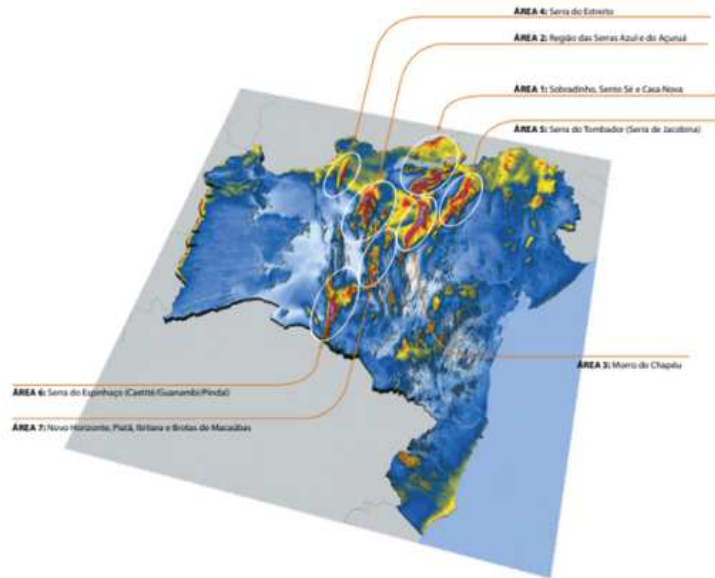 ÁREA 4: Serra do Estreito
ÁREA 2: Região das Serras Azul e do Açuruá
ÁREA 1: Sobradinho, Sento Sé e Casa Nova
ÁREA 5: Serra do Tombador (Serra de Jacobina)
ÁREA 3: Morro do Chapéu
ÁREA 6: Serra do Espinhaço (Caetité/Guanambi/Pindaí)
ÁREA 7: Novo Horizonte, Piatã, Ibitiara e Brotas de Macaúbas